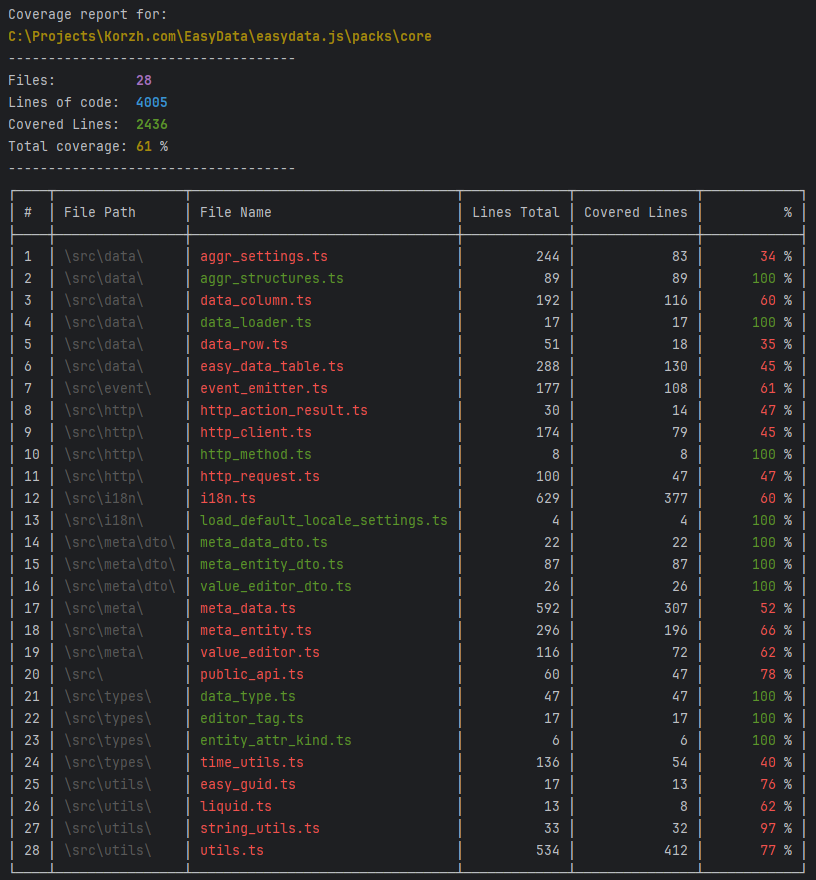 Coverage report for:
C:\Projects\Korzh.com\EasyData\easydata.js\packs\core
------------------------------------
Files: 28
Lines of code: 4005
Covered Lines: 2436
Total coverage: 61 %
------------------------------------
# File Path File Name Lines Total Covered Lines %
1 \src\data\ aggr_settings.ts 244 83 34 %
2 \src\data\ aggr_structures.ts 89 89 100 %
3 \src\data\ data_column.ts 192 116 60 %
4 \src\data\ data_loader.ts 17 17 100 %
5 \src\data\ data_row.ts 51 18 35 %
6 \src\data\ easy_data_table.ts 288 130 45 %
7 \src\event\ event_emitter.ts 177 108 61 %
8 \src\http\ http_action_result.ts 30 14 47 %
9 \src\http\ http_client.ts 174 79 45 %
10 \src\http\ http_method.ts 8 8 100 %
11 \src\http\ http_request.ts 100 47 47 %
12 \src\i18n\ i18n.ts 629 377 60 %
13 \src\i18n\ load_default_locale_settings.ts 4 4 100 %
14 \src\meta\dto\ meta_data_dto.ts 22 22 100 %
15 \src\meta\dto\ meta_entity_dto.ts 87 87 100 %
16 \src\meta\dto\ value_editor_dto.ts 26 26 100 %
17 \src\meta\ meta_data.ts 592 307 52 %
18 \src\meta\ meta_entity.ts 296 196 66 %
19 \src\meta\ value_editor.ts 116 72 62 %
20 \src\ public_api.ts 60 47 78 %
21 \src\types\ data_type.ts 47 47 100 %
22 \src\types\ editor_tag.ts 17 17 100 %
23 \src\types\ entity_attr_kind.ts 6 6 100 %
24 \src\types\ time_utils.ts 136 54 40 %
25 \src\utils\ easy_guid.ts 17 13 76 %
26 \src\utils\ liquid.ts 13 8 62 %
27 \src\utils\ string_utils.ts 33 32 97 %
28 \src\utils\ utils.ts 534 412 77 %